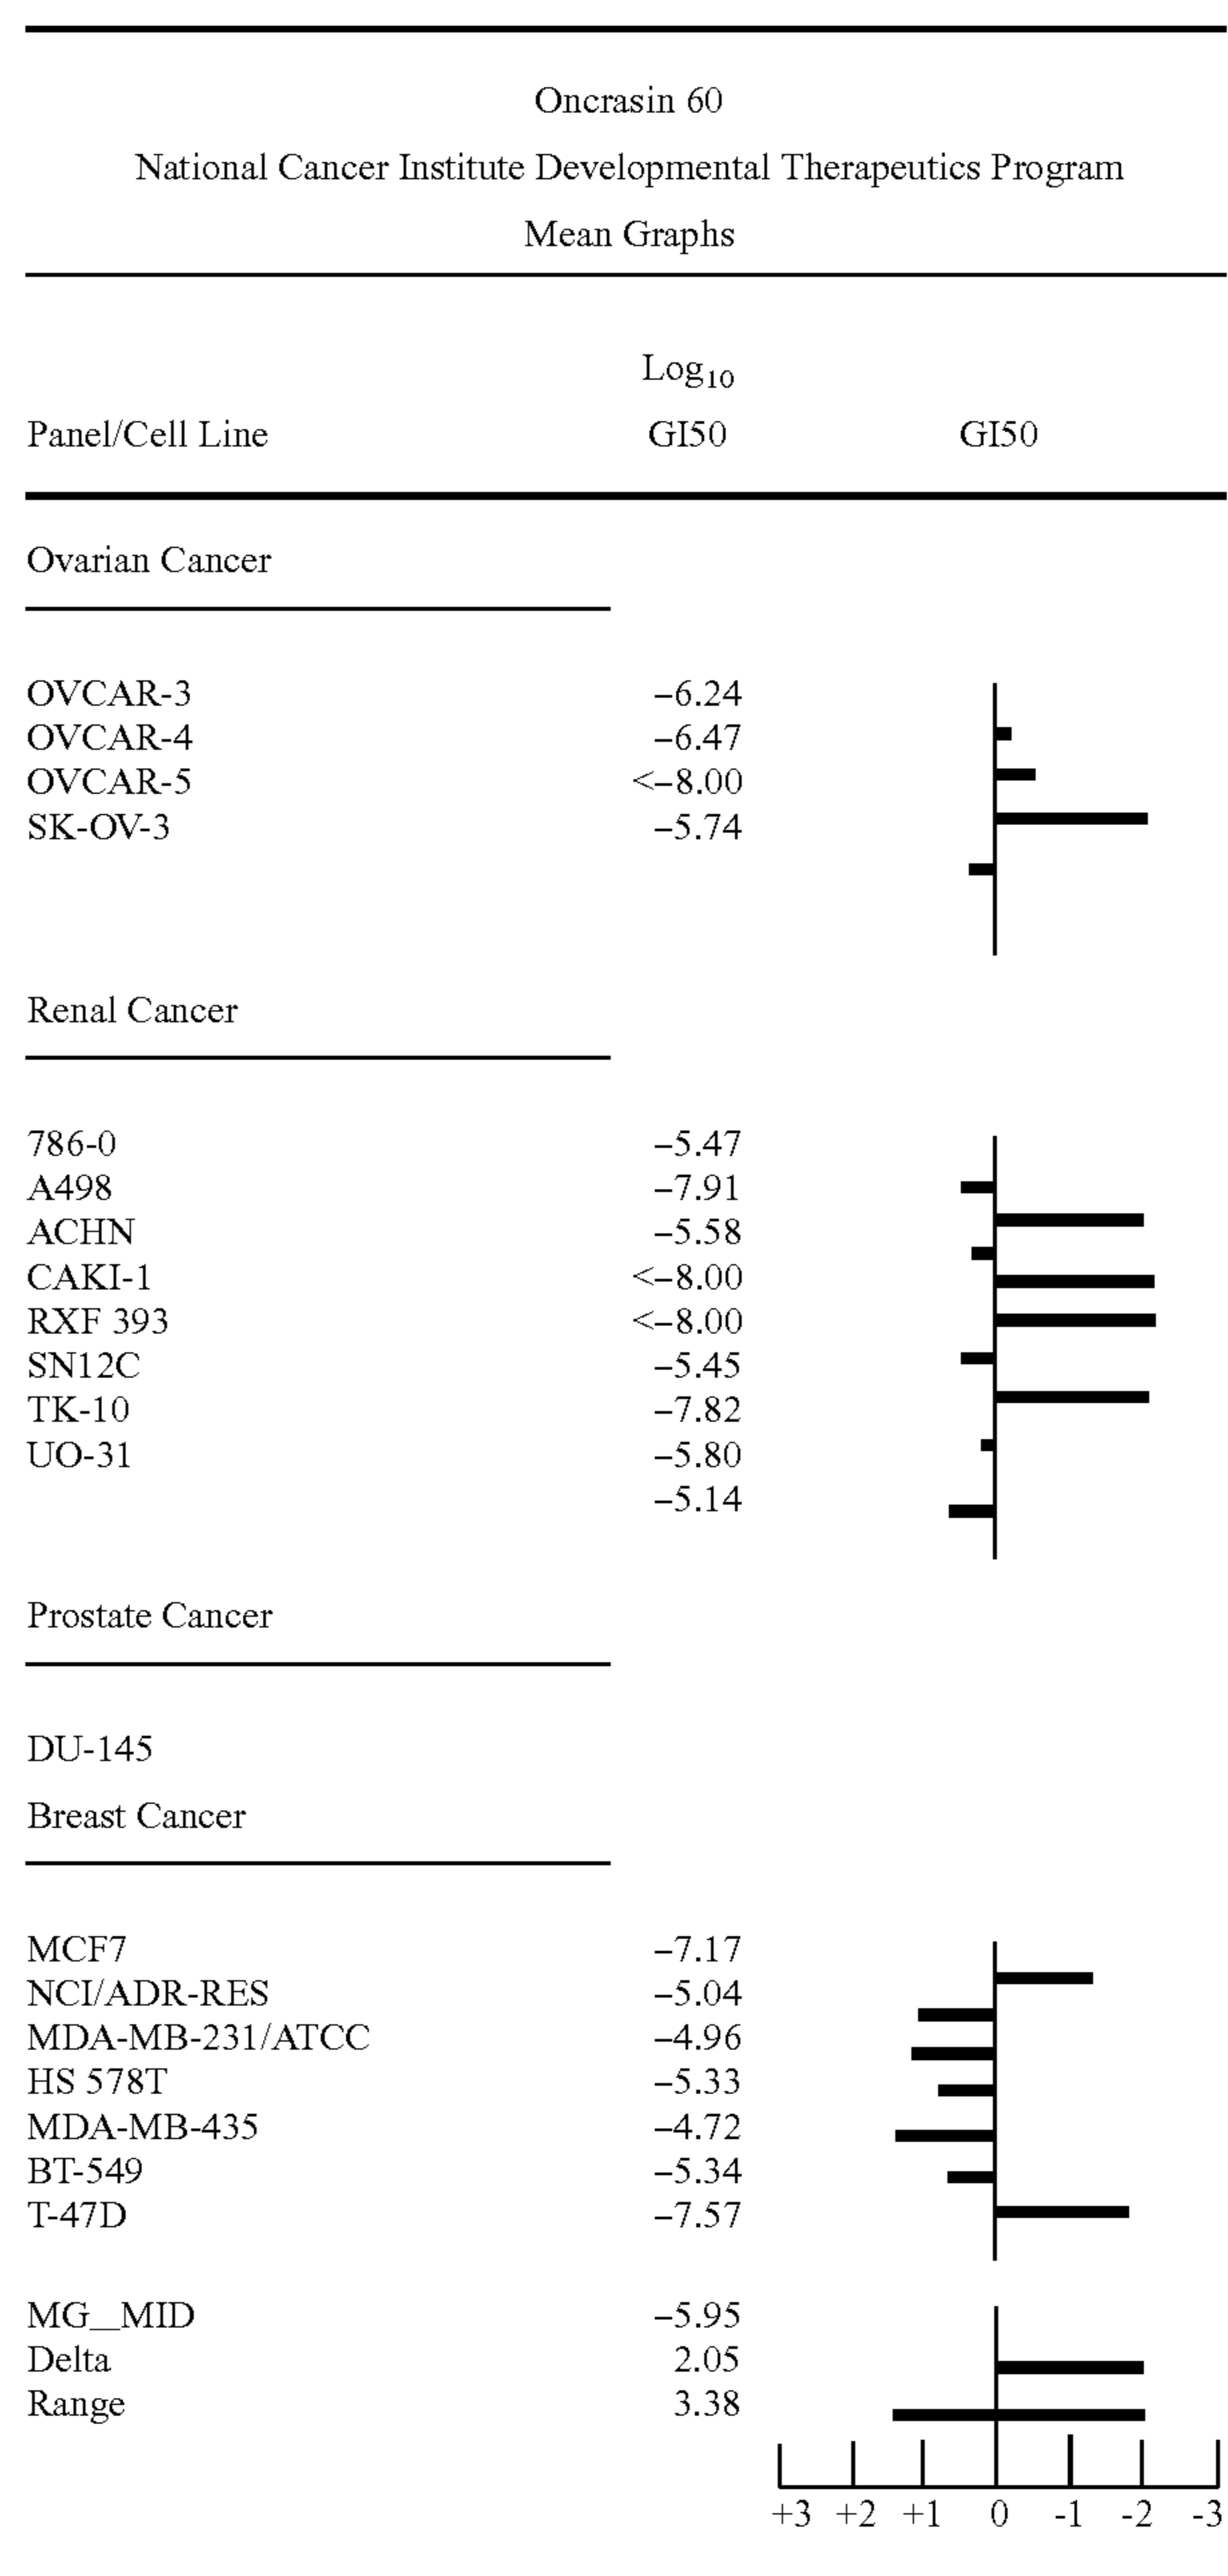 Oncrasin 60
National Cancer Institute Developmental Therapeutics Program
Mean Graphs
Log10
Panel/Cell Line GI50 GI50
Ovarian Cancer
OVCAR-3 −6.24
OVCAR-4 −6.47
OVCAR-5 <−8.00
SK-OV-3 −5.74
Renal Cancer
786-0 −5.47
A498 −7.91
ACHN −5.58
CAKI-1 <−8.00
RXF 393 <−8.00
SN12C −5.45
TK-10 −7.82
UO-31 −5.80
−5.14
Prostate Cancer
DU-145
Breast Cancer
MCF7 −7.17
NCI/ADR-RES −5.04
MDA-MB-231/ATCC −4.96
HS 578T −5.33
MDA-MB-435 −4.72
BT-549 −5.34
T-47D −7.57
MG__MID −5.95
Delta 2.05
Range 3.38
+3 +2 +1 0 -1 -2 -3